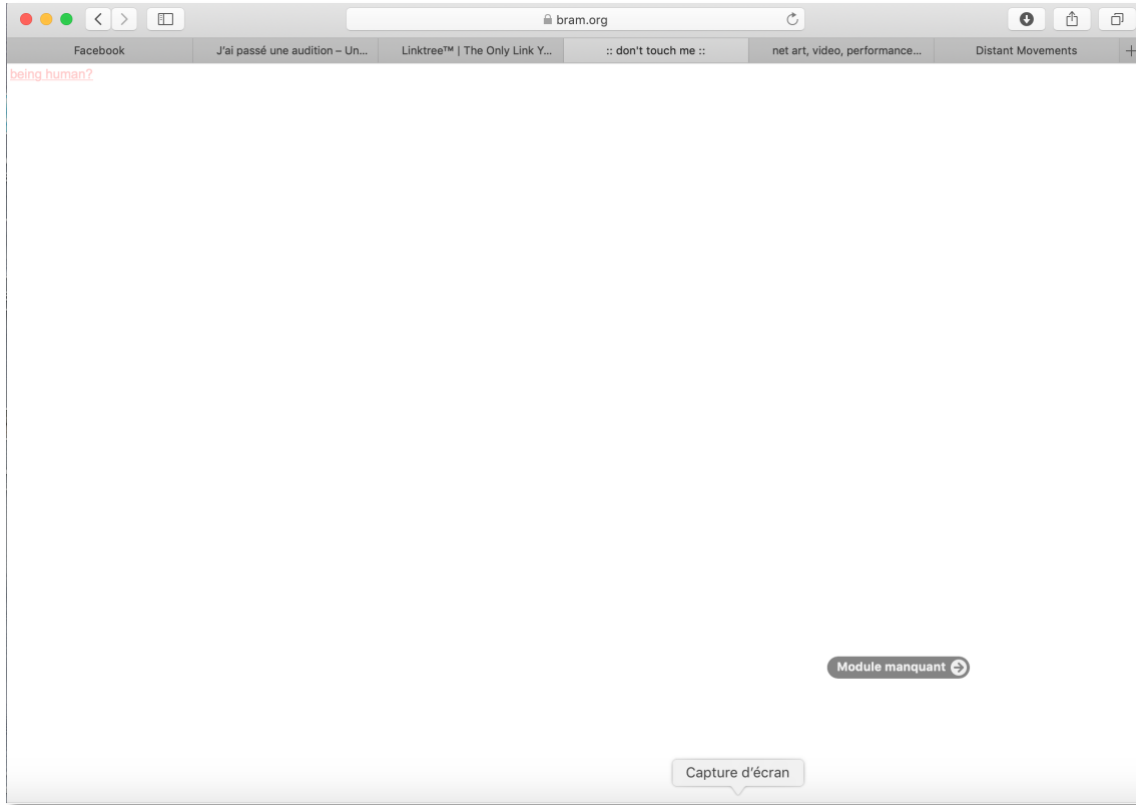 bram.org
Facebook
J'ai passé une audition – Un...
Linktree™ | The Only Link Y...
:: don't touch me ::
net art, video, performance...
Distant Movements
being human?
Module manquant
Capture d'écran